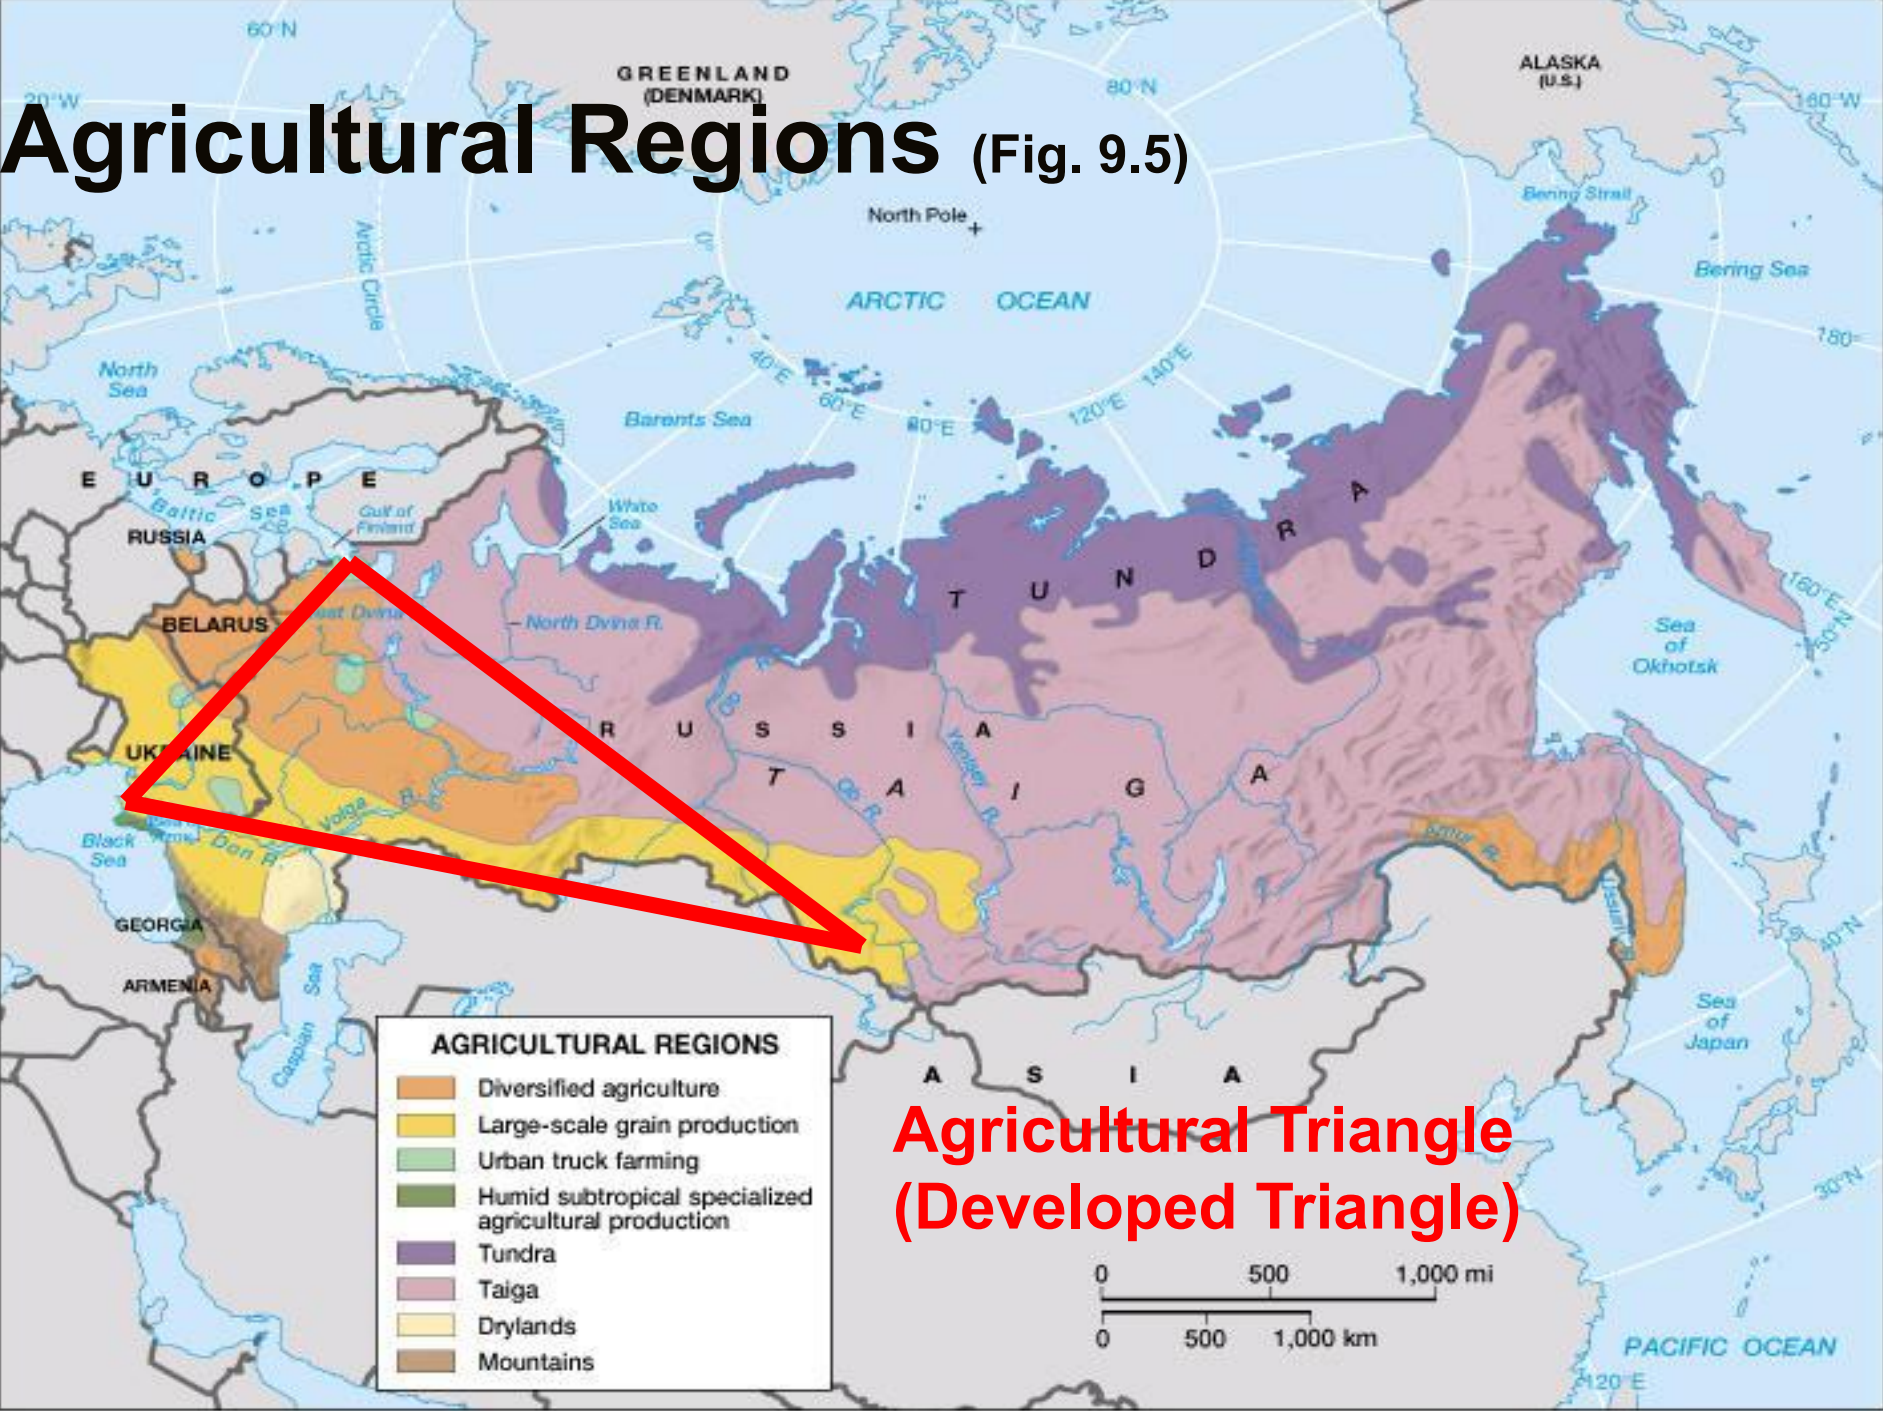 60°N
GREENLAND
(DENMARK)
80°N
ALASKA
(U.S.)
20°W
160°W
Agricultural Regions (Fig. 9.5)
Bering Strait
North Pole
+
0°
Arctic Circle
Bering Sea
ARCTIC OCEAN
180°
North
Sea
40°E
60°E
80°E
120°E
140°E
Barents Sea
EUROPE
Baltic Sea
Gulf of
Finland
White
Sea
RUSSIA
TUNDRA
160°E
50°N
BELARUS
North Dvina R.
Sea
of
Okhotsk
RUSSIA
UKRAINE
TAIGA
Ob R.
Yenisey R.
Volga R.
Don R.
Amur R.
Ussuri R.
Black
Sea
GEORGIA
ARMENIA
Caspian Sea
40°N
Sea
of
Japan
ASIA
AGRICULTURAL REGIONS
Diversified agriculture
Large-scale grain production
Urban truck farming
Humid subtropical specialized
agricultural production
Tundra
Taiga
Drylands
Mountains
Agricultural Triangle
(Developed Triangle)
30°N
0 500 1,000 mi
0 500 1,000 km
PACIFIC OCEAN
120°E